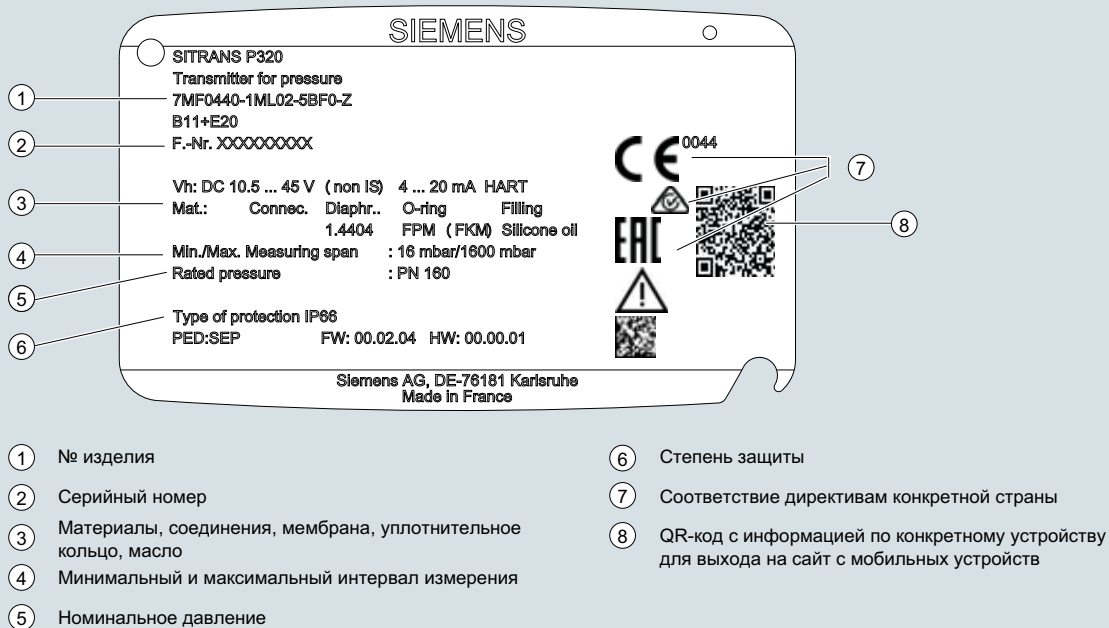 SIEMENS
SITRANS P320
Transmitter for pressure
7MF0440-1ML02-5BF0-Z
B11+E20
F.-Nr. XXXXXXXXX
Vh: DC 10.5 ... 45 V ( non IS) 4 ... 20 mA HART
Mat.: Connec. Diaphr.. O-ring Filling
1.4404 FPM ( FKM) Silicone oil
Min./Max. Measuring span : 16 mbar/1600 mbar
Rated pressure : PN 160
Type of protection IP66
PED:SEP FW: 00.02.04 HW: 00.00.01
Siemens AG, DE-76181 Karlsruhe
Made in France
CE 0044
EAC
1
2
3
4
5
6
7
8
1 № изделия
2 Серийный номер
3 Материалы, соединения, мембрана, уплотнительное
кольцо, масло
4 Минимальный и максимальный интервал измерения
5 Номинальное давление
6 Степень защиты
7 Соответствие директивам конкретной страны
8 QR-код с информацией по конкретному устройству
для выхода на сайт с мобильных устройств